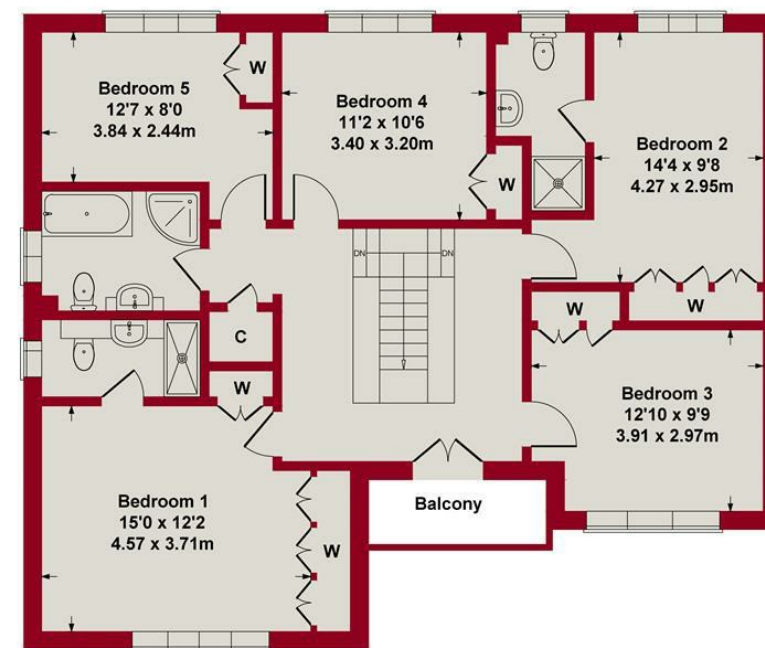 Bedroom 5
12'7 x 8'0
3.84 x 2.44m
W
Bedroom 4
11'2 x 10'6
3.40 x 3.20m
W
Bedroom 2
14'4 x 9'8
4.27 x 2.95m
W
DN
DN
C
W
W
Bedroom 3
12'10 x 9'9
3.91 x 2.97m
Bedroom 1
15'0 x 12'2
4.57 x 3.71m
W
Balcony